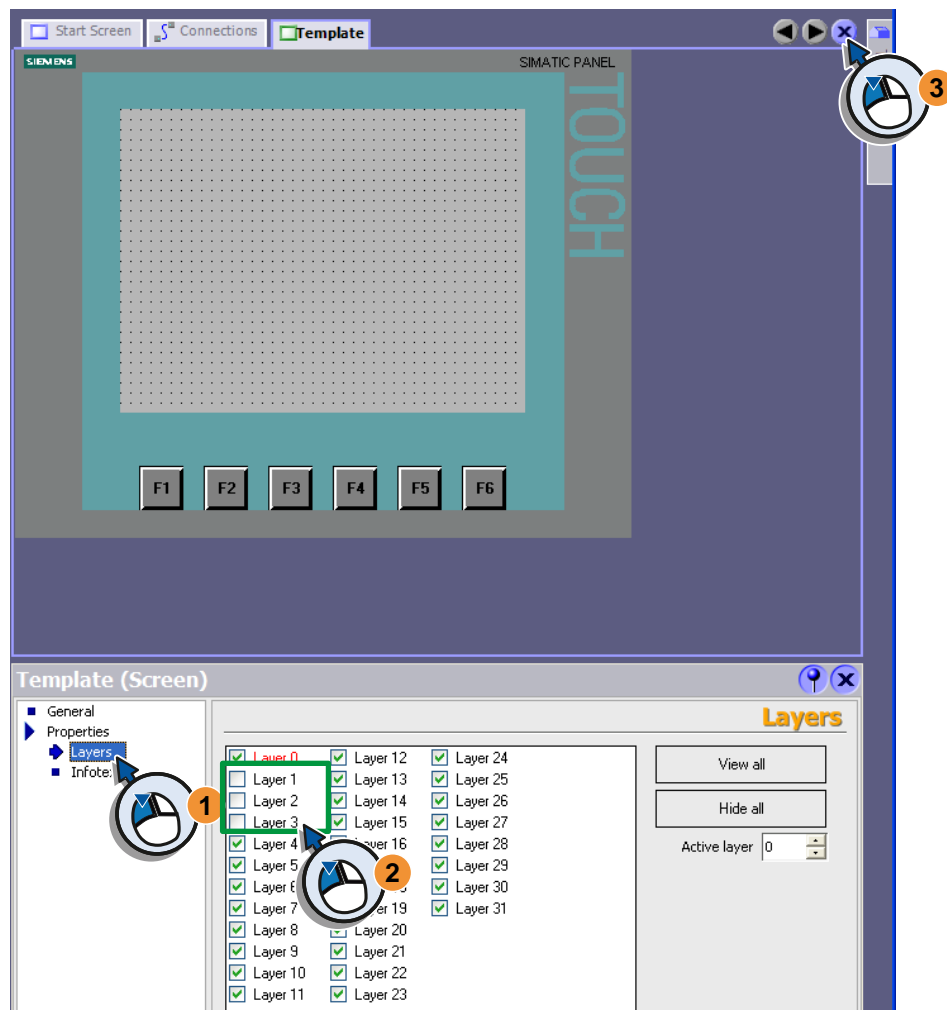 Start Screen Connections Template
SIEMENS SIMATIC PANEL
TOUCH
3
F1 F2 F3 F4 F5 F6
Template (Screen)
General
Properties
Layers
Infote
1
Layers
Layer 0 Layer 12 Layer 24
Layer 1 Layer 13 Layer 25
Layer 2 Layer 14 Layer 26
Layer 3 Layer 15 Layer 27
Layer 4 Layer 16 Layer 28
Layer 5 Layer 29
Layer 6 Layer 30
Layer 7 er 19 Layer 31
Layer 8 Layer 20
Layer 9 Layer 21
Layer 10 Layer 22
Layer 11 Layer 23
2
View all
Hide all
Active layer 0